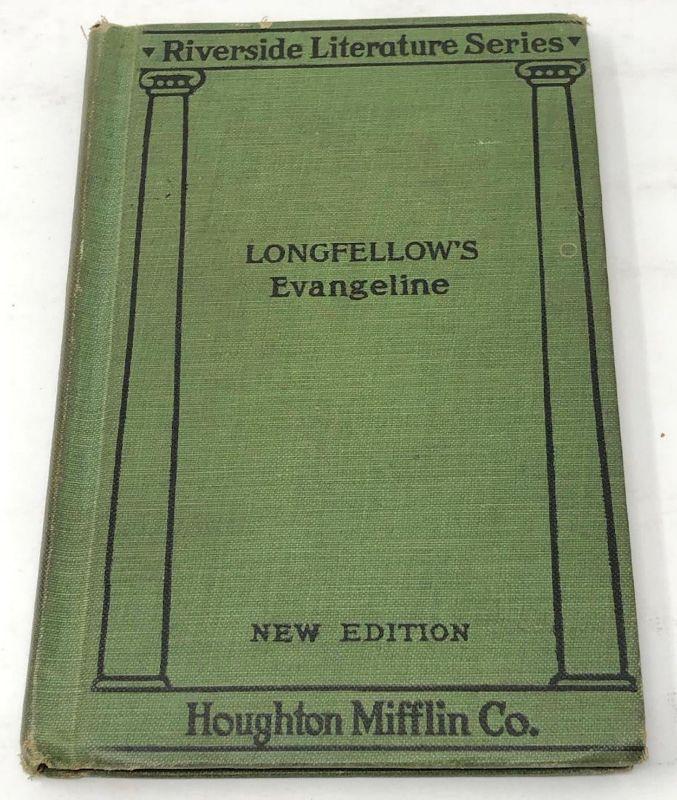 Riverside Literature Series
LONGFELLOW'S
Evangeline
NEW EDITION
Houghton Mifflin Co.